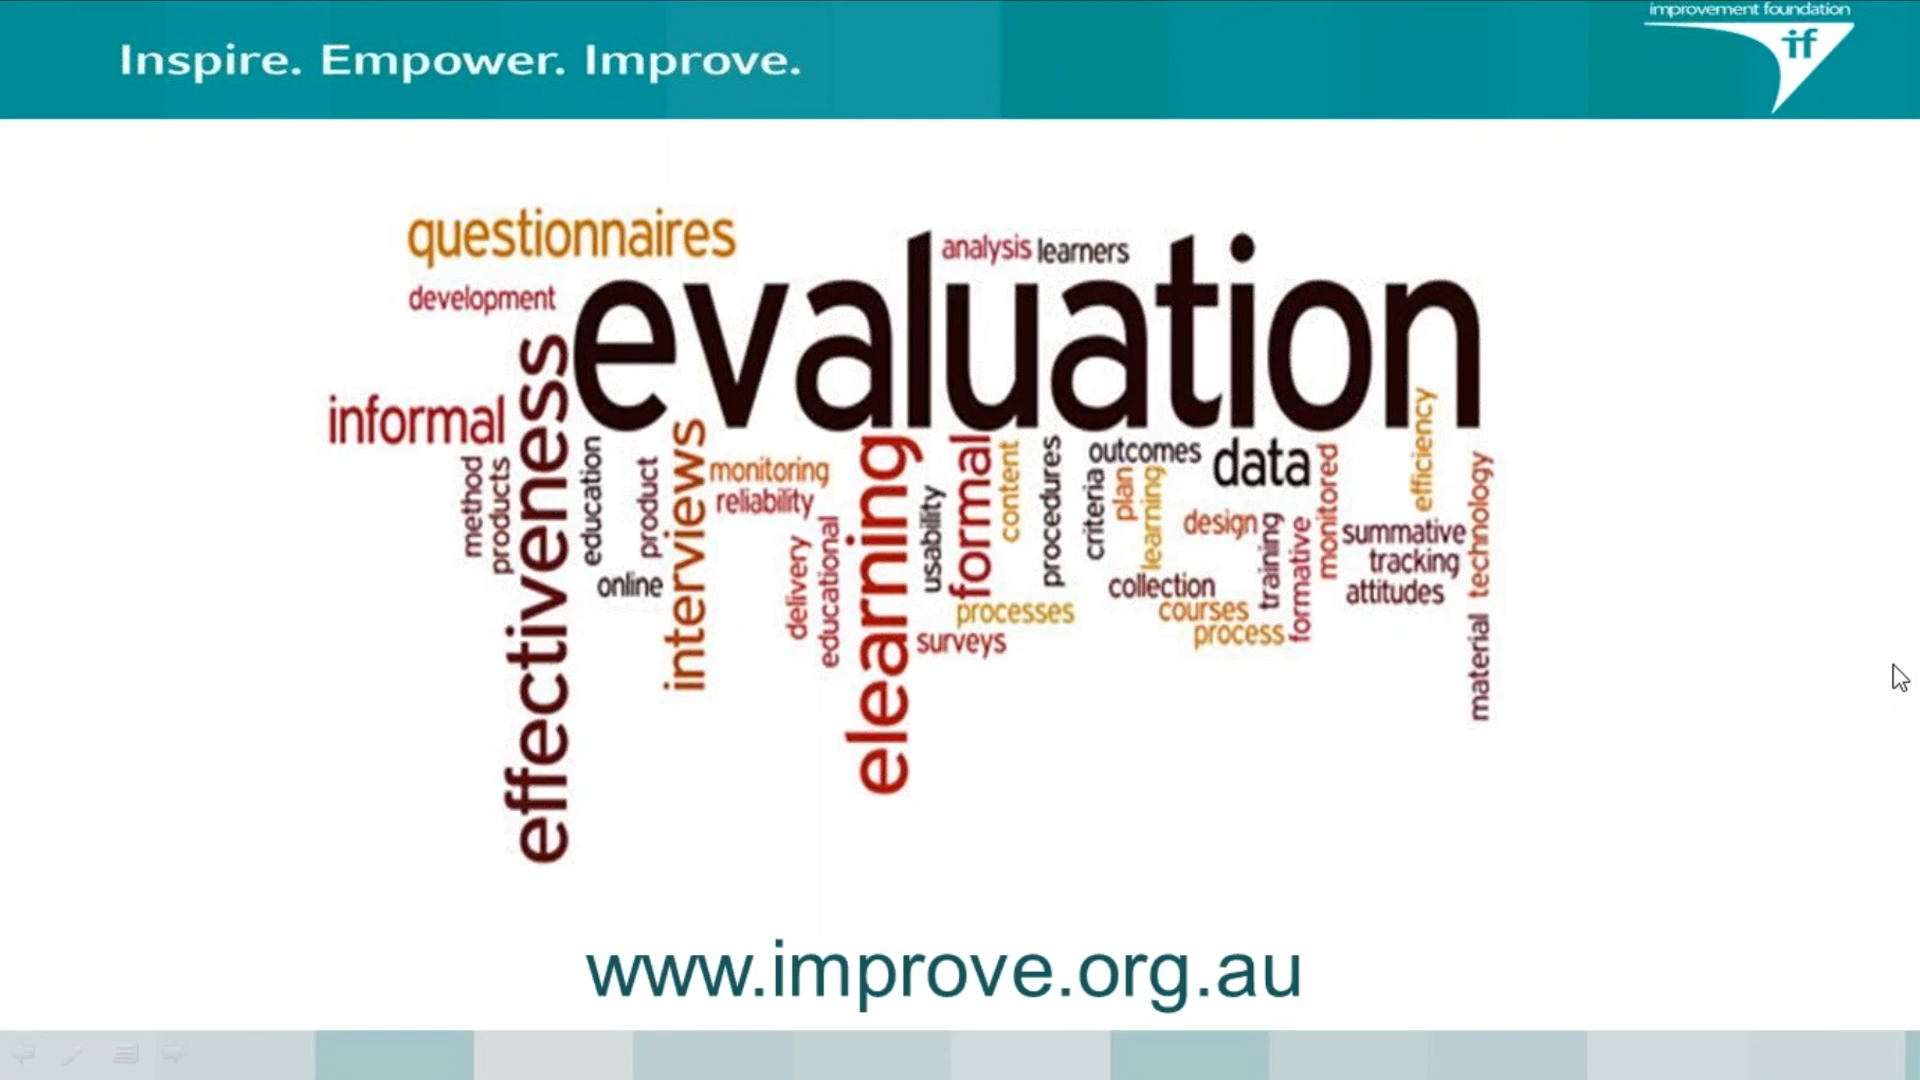 improvement foundation
if
Inspire. Empower. Improve.
questionnaires
analysis
learners
development
evaluation
informal
effectiveness
method
products
education
product
online
interviews
monitoring
reliability
delivery
educational
elearning
usability
formal
content
procedures
processes
surveys
outcomes
criteria
plan
learning
data
design
collection
courses
process
training
formative
monitored
efficiency
summative
tracking
attitudes
technology
material
www.improve.org.au